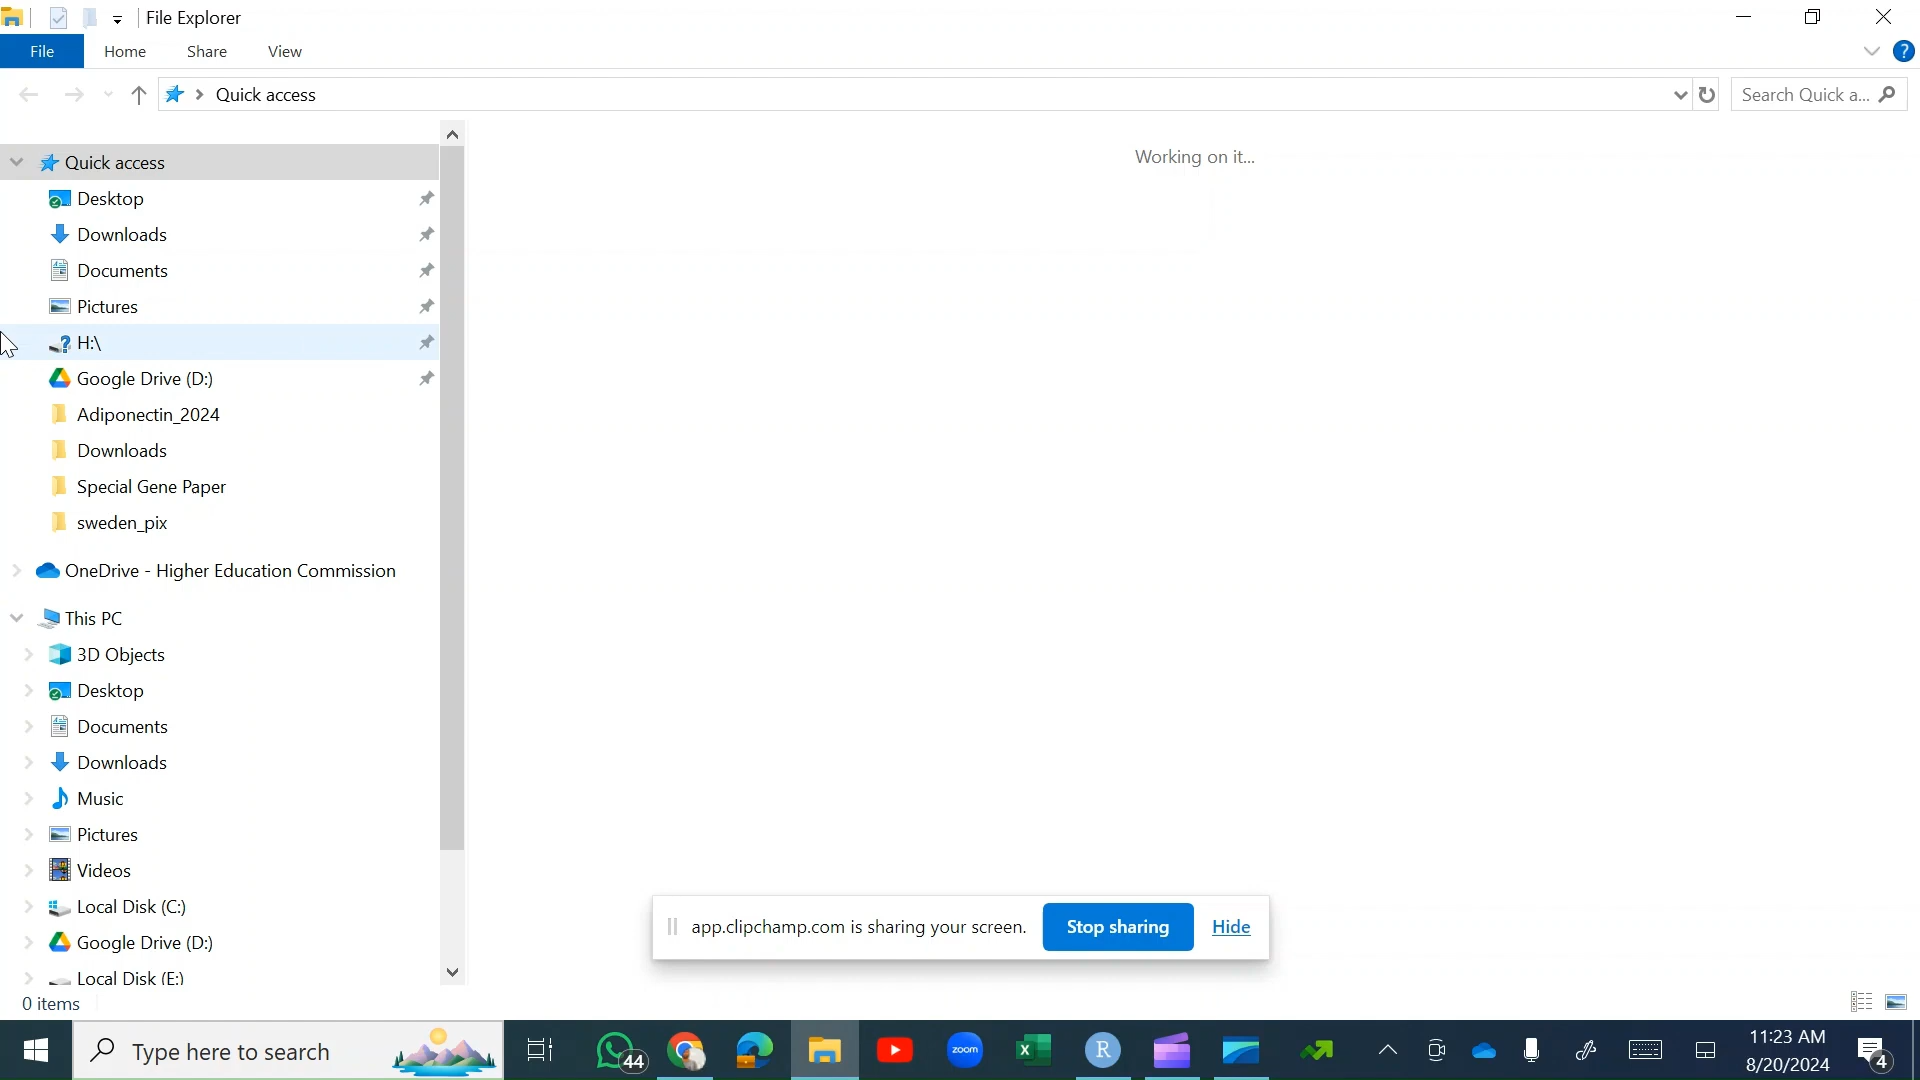 File Explorer
File Home Share View
?
Quick access
Search Quick a...
Working on it...
Quick access
Desktop
Downloads
Documents
Pictures
H:\
Google Drive (D:)
Adiponectin_2024
Downloads
Special Gene Paper
sweden_pix
OneDrive - Higher Education Commission
This PC
3D Objects
Desktop
Documents
Downloads
Music
Pictures
Videos
Local Disk (C:)
Google Drive (D:)
Local Disk (E:)
app.clipchamp.com is sharing your screen. Stop sharing Hide
0 items
Type here to search
44
zoom
R
11:23 AM
8/20/2024
4